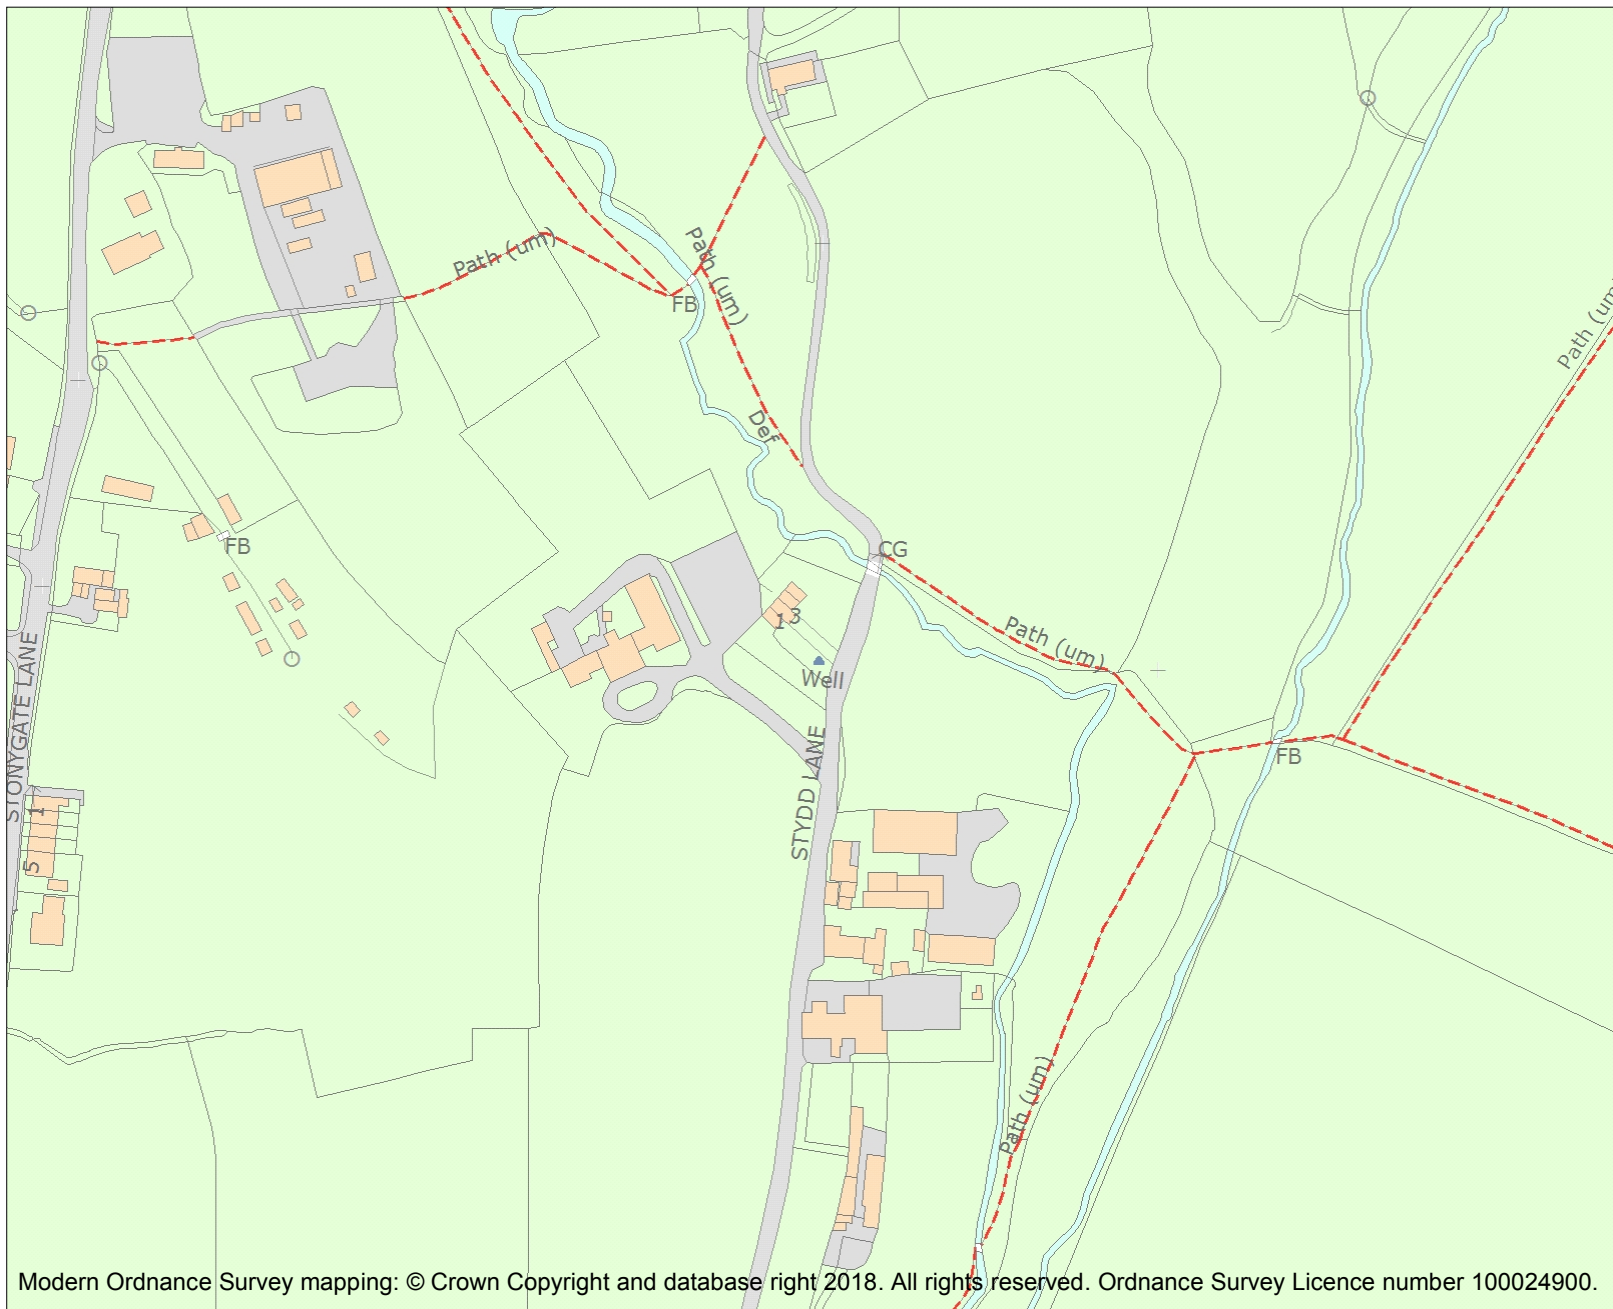 Path (um)
Path (um)
FB
Path (um)
Def
FB
CG
1 3
Path (um)
Well
STONYGATE LANE
STYDD LANE
FB
1
5
Path (um)
Modern Ordnance Survey mapping: © Crown Copyright and database right 2018. All rights reserved. Ordnance Survey Licence number 100024900.